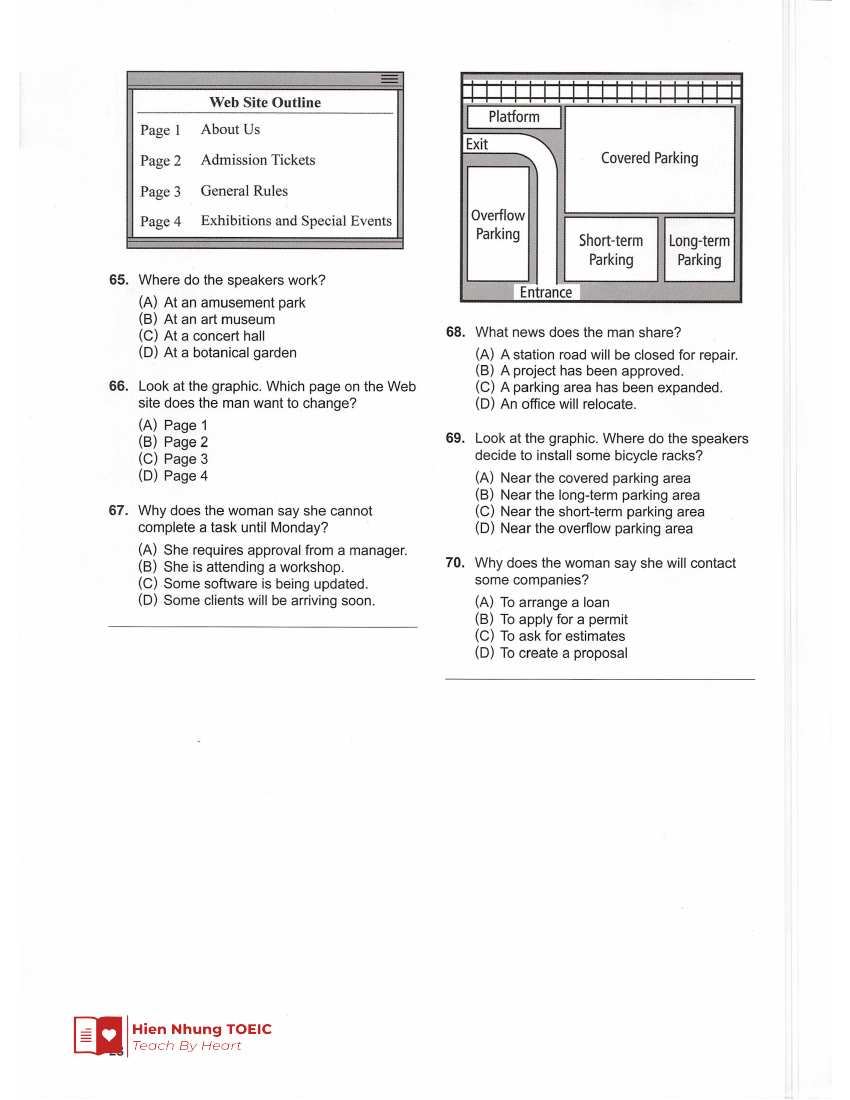 Web Site Outline
Page 1 About Us
Page 2 Admission Tickets
Page 3 General Rules
Page 4 Exhibitions and Special Events
65. Where do the speakers work?
(A) At an amusement park
(B) At an art museum
(C) At a concert hall
(D) At a botanical garden
66. Look at the graphic. Which page on the Web
site does the man want to change?
(A) Page 1
(B) Page 2
(C) Page 3
(D) Page 4
67. Why does the woman say she cannot
complete a task until Monday?
(A) She requires approval from a manager.
(B) She is attending a workshop.
(C) Some software is being updated.
(D) Some clients will be arriving soon.
Platform
Exit
Covered Parking
Overflow
Parking
Short-term
Parking
Long-term
Parking
Entrance
68. What news does the man share?
(A) A station road will be closed for repair.
(B) A project has been approved.
(C) A parking area has been expanded.
(D) An office will relocate.
69. Look at the graphic. Where do the speakers
decide to install some bicycle racks?
(A) Near the covered parking area
(B) Near the long-term parking area
(C) Near the short-term parking area
(D) Near the overflow parking area
70. Why does the woman say she will contact
some companies?
(A) To arrange a loan
(B) To apply for a permit
(C) To ask for estimates
(D) To create a proposal
Hien Nhung TOEIC
Teach By Heart